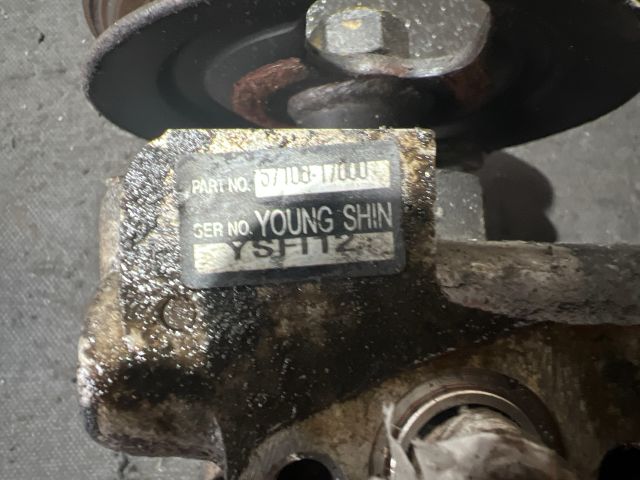 PART NO. 57100-17000
SER NO. YOUNG SHIN
YSF112